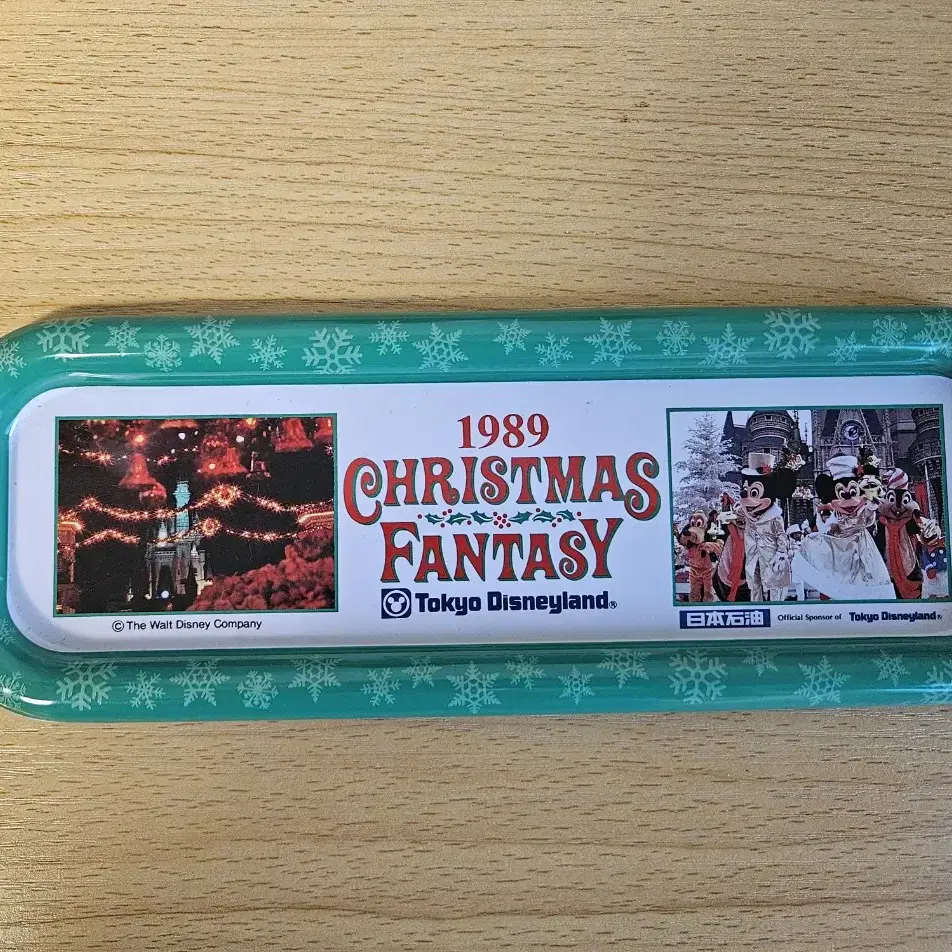 1989
CHRISTMAS
FANTASY
Tokyo Disneyland®
© The Walt Disney Company
日本石油 Official Sponsor of Tokyo Disneyland®